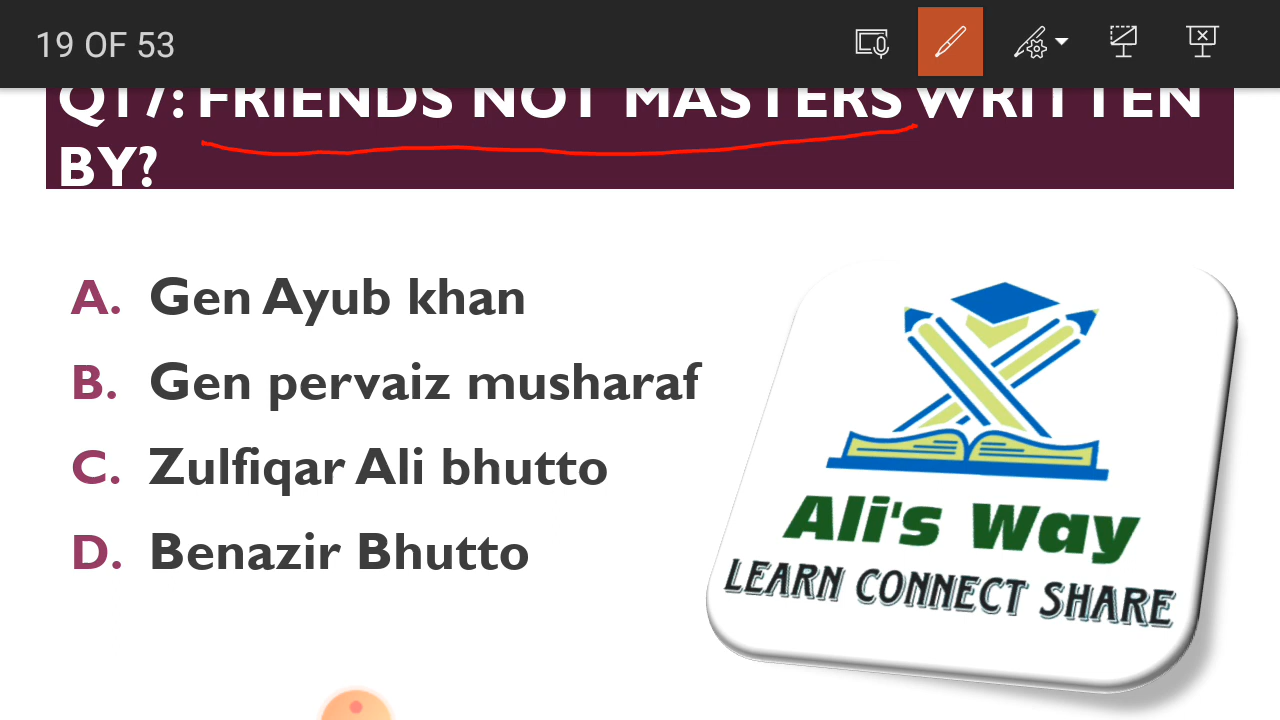 19 OF 53
Q17: FRIENDS NOT MASTERS WRITTEN
BY?
A. Gen Ayub khan
B. Gen pervaiz musharaf
C. Zulfiqar Ali bhutto
D. Benazir Bhutto
Ali's Way
LEARN CONNECT SHARE